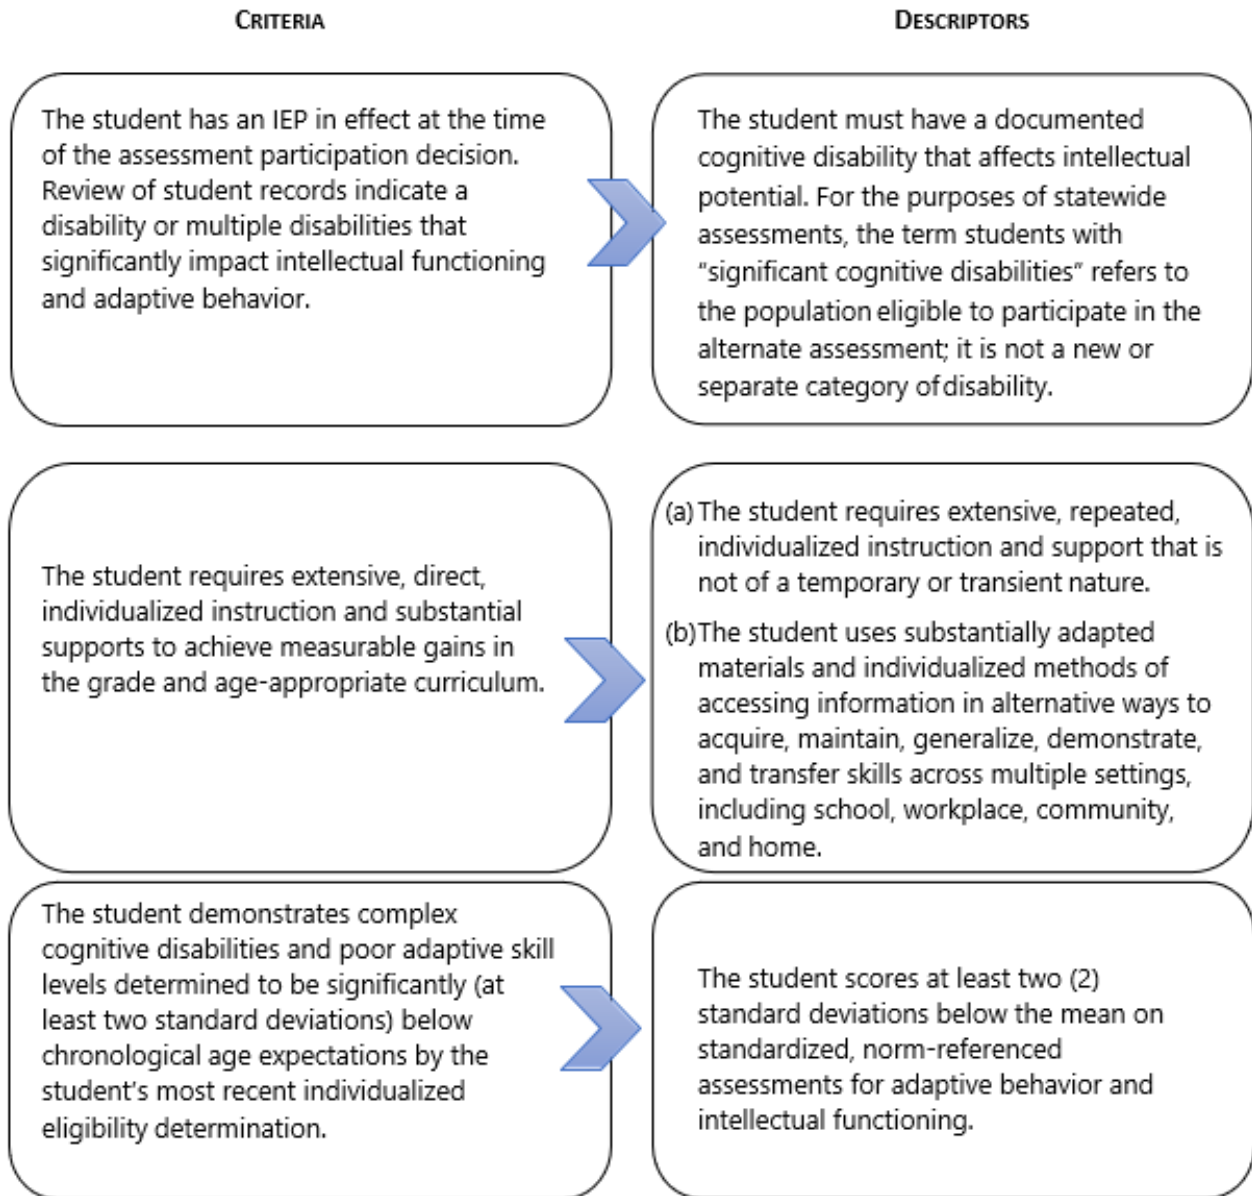 CRITERIA
DESCRIPTORS
The student has an IEP in effect at the time
of the assessment participation decision.
Review of student records indicate a
disability or multiple disabilities that
significantly impact intellectual functioning
and adaptive behavior.
The student must have a documented
cognitive disability that affects intellectual
potential. For the purposes of statewide
assessments, the term students with
“significant cognitive disabilities” refers to
the population eligible to participate in the
alternate assessment; it is not a new or
separate category of disability.
The student requires extensive, direct,
individualized instruction and substantial
supports to achieve measurable gains in
the grade and age-appropriate curriculum.
(a) The student requires extensive, repeated,
individualized instruction and support that is
not of a temporary or transient nature.
(b) The student uses substantially adapted
materials and individualized methods of
accessing information in alternative ways to
acquire, maintain, generalize, demonstrate,
and transfer skills across multiple settings,
including school, workplace, community,
and home.
The student demonstrates complex
cognitive disabilities and poor adaptive skill
levels determined to be significantly (at
least two standard deviations) below
chronological age expectations by the
student’s most recent individualized
eligibility determination.
The student scores at least two (2)
standard deviations below the mean on
standardized, norm-referenced
assessments for adaptive behavior and
intellectual functioning.